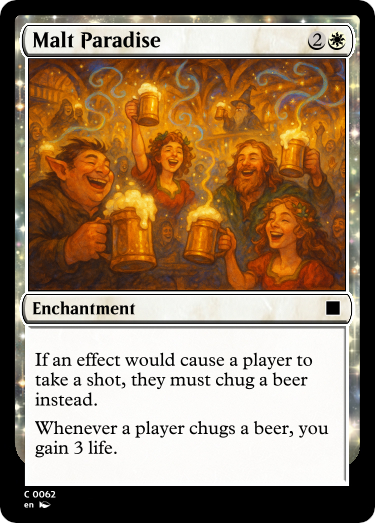 Malt Paradise 2
Enchantment
If an effect would cause a player to
take a shot, they must chug a beer
instead.
Whenever a player chugs a beer, you
gain 3 life.
C 0062
en